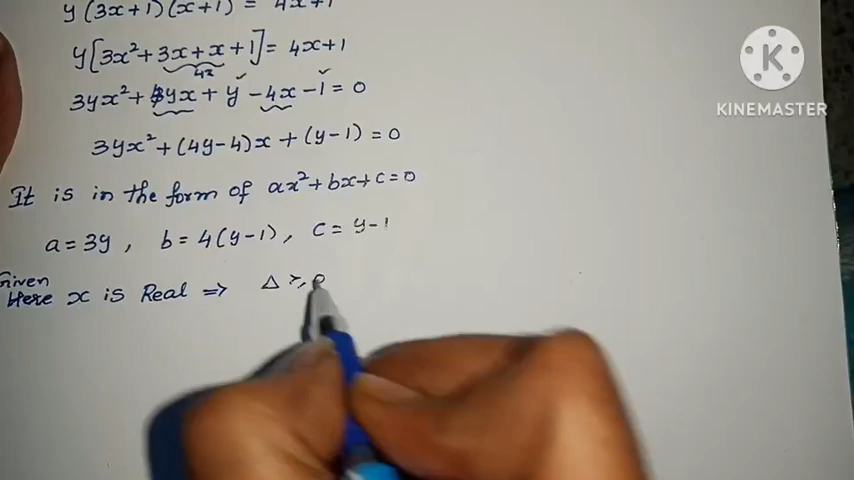 y(3x+1)(x+1) = 4x+1
y[3x²+3x+x+1] = 4x+1
4x
3yx²+4yx+y-4x-1=0
3yx²+(4y-4)x+(y-1)=0
It is in the form of ax²+bx+c=0
a=3y, b=4(y-1), c=y-1
Given
Here x is Real ⇒ Δ ≥ 0
KINEMASTER